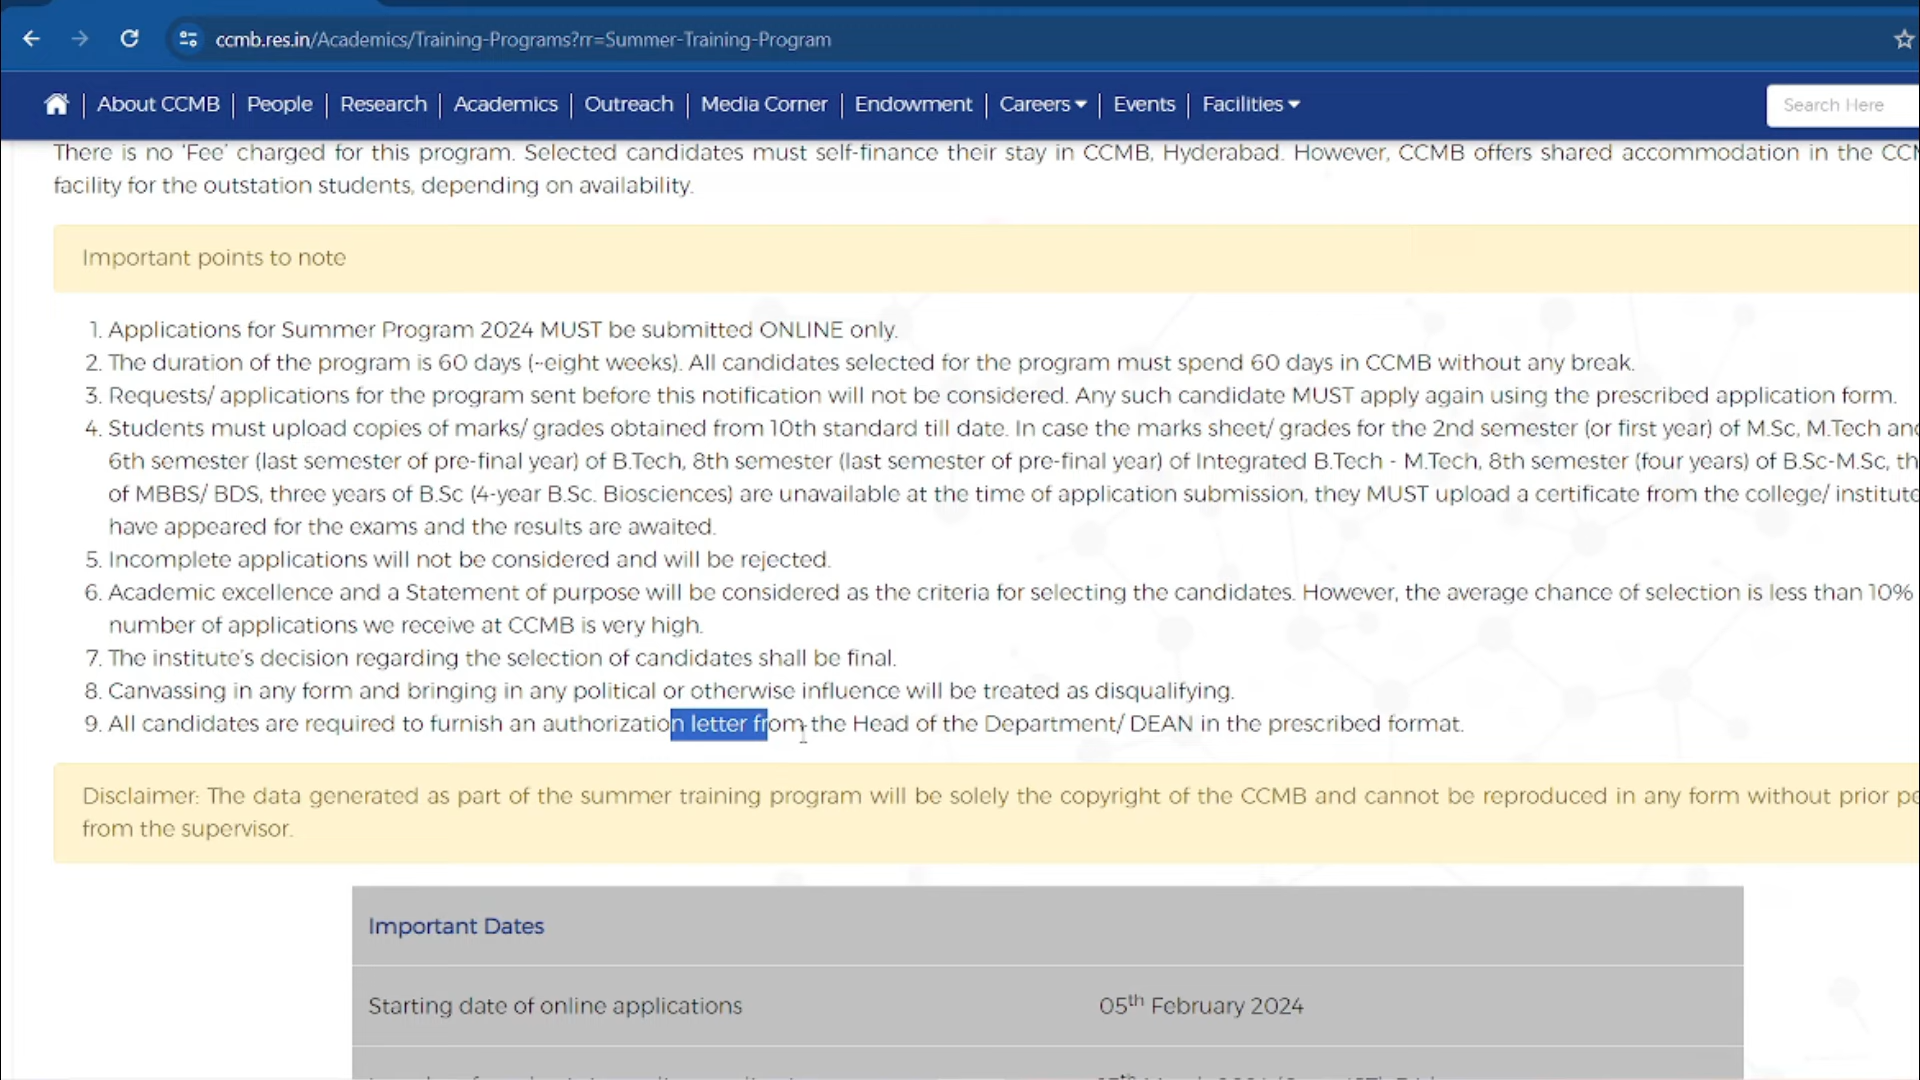 ccmb.res.in/Academics/Training-Programs?rr=Summer-Training-Program
About CCMB | People | Research | Academics | Outreach | Media Corner | Endowment | Careers | Events | Facilities
Search Here
There is no 'Fee' charged for this program. Selected candidates must self-finance their stay in CCMB, Hyderabad. However, CCMB offers shared accommodation in the
facility for the outstation students, depending on availability.
Important points to note
1. Applications for Summer Program 2024 MUST be submitted ONLINE only.
2. The duration of the program is 60 days (~eight weeks). All candidates selected for the program must spend 60 days in CCMB without any break.
3. Requests/ applications for the program sent before this notification will not be considered. Any such candidate MUST apply again using the prescribed application form.
4. Students must upload copies of marks/ grades obtained from 10th standard till date. In case the marks sheet/ grades for the 2nd semester (or first year) of M.Sc, M.Tech
6th semester (last semester of pre-final year) of B.Tech, 8th semester (last semester of pre-final year) of Integrated B.Tech - M.Tech, 8th semester (four years) of B.Sc-M.Sc,
of MBBS/ BDS, three years of B.Sc (4-year B.Sc. Biosciences) are unavailable at the time of application submission, they MUST upload a certificate from the college/ institute
have appeared for the exams and the results are awaited.
5. Incomplete applications will not be considered and will be rejected.
6. Academic excellence and a Statement of purpose will be considered as the criteria for selecting the candidates. However, the average chance of selection is less than 10%
number of applications we receive at CCMB is very high.
7. The institute's decision regarding the selection of candidates shall be final.
8. Canvassing in any form and bringing in any political or otherwise influence will be treated as disqualifying.
9. All candidates are required to furnish an authorization letter from the Head of the Department/ DEAN in the prescribed format.
Disclaimer: The data generated as part of the summer training program will be solely the copyright of the CCMB and cannot be reproduced in any form without prior
from the supervisor.
Important Dates
Starting date of online applications 05th February 2024